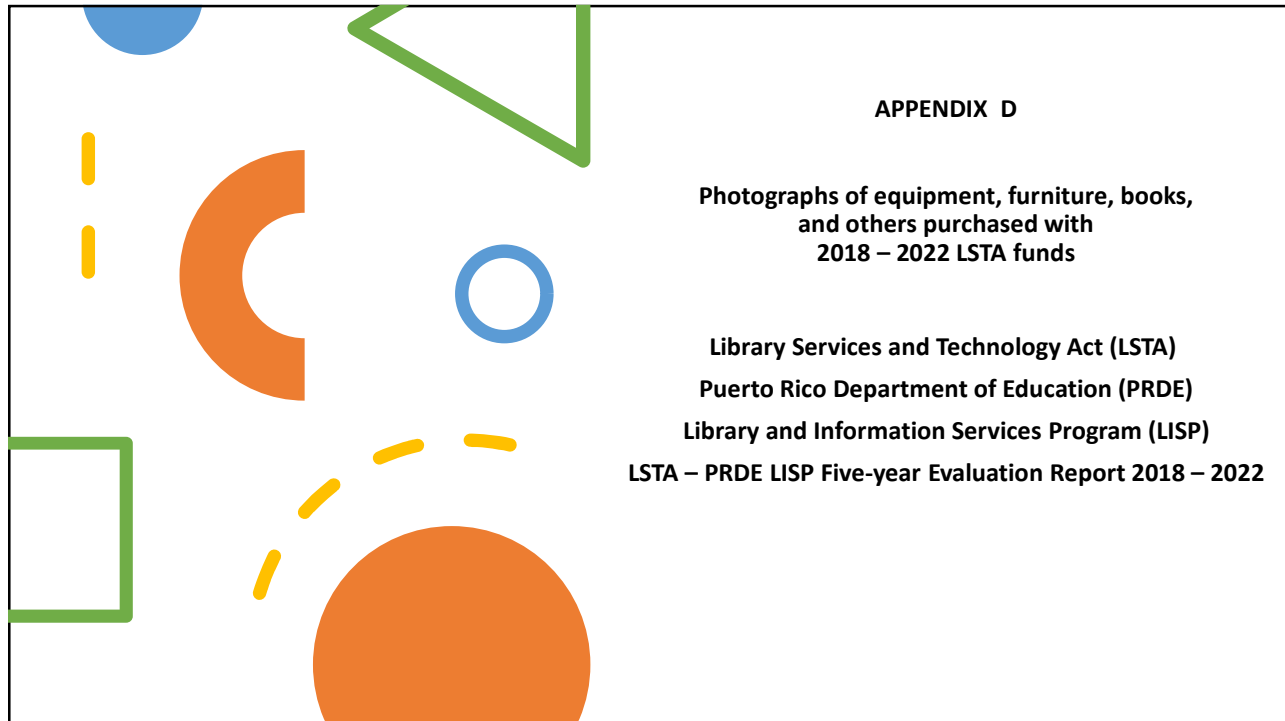 APPENDIX D
Photographs of equipment, furniture, books,
and others purchased with
2018 – 2022 LSTA funds
Library Services and Technology Act (LSTA)
Puerto Rico Department of Education (PRDE)
Library and Information Services Program (LISP)
LSTA – PRDE LISP Five-year Evaluation Report 2018 – 2022